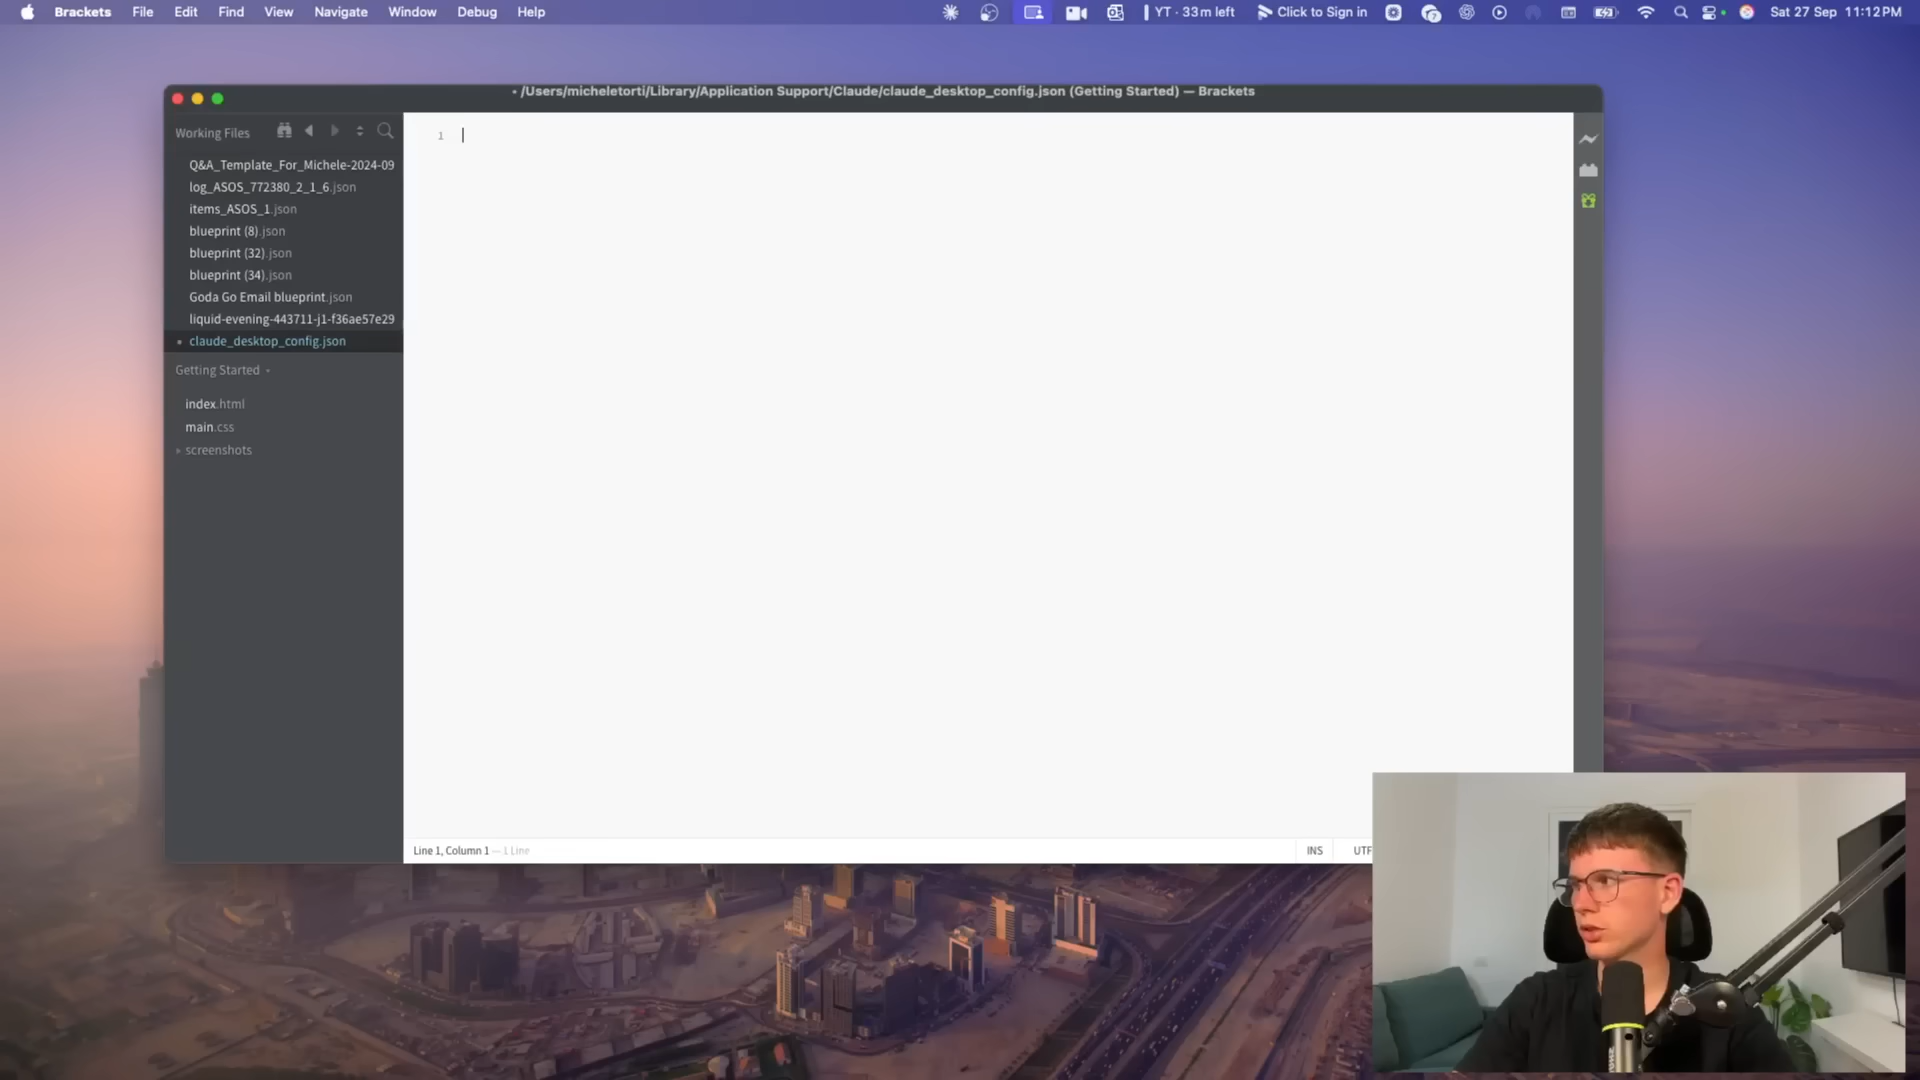 Brackets File Edit Find View Navigate Window Debug Help
YT · 33m left Click to Sign in 7 Sat 27 Sep 11:12PM
• /Users/micheletorti/Library/Application Support/Claude/claude_desktop_config.json (Getting Started) — Brackets
Working Files
Q&A_Template_For_Michele-2024-09
log_ASOS_772380_2_1_6.json
items_ASOS_1.json
blueprint (8).json
blueprint (32).json
blueprint (34).json
Goda Go Email blueprint.json
liquid-evening-443711-j1-f36ae57e29
claude_desktop_config.json
Getting Started
index.html
main.css
screenshots
1
Line 1, Column 1 — 1 Line
INS
UTF